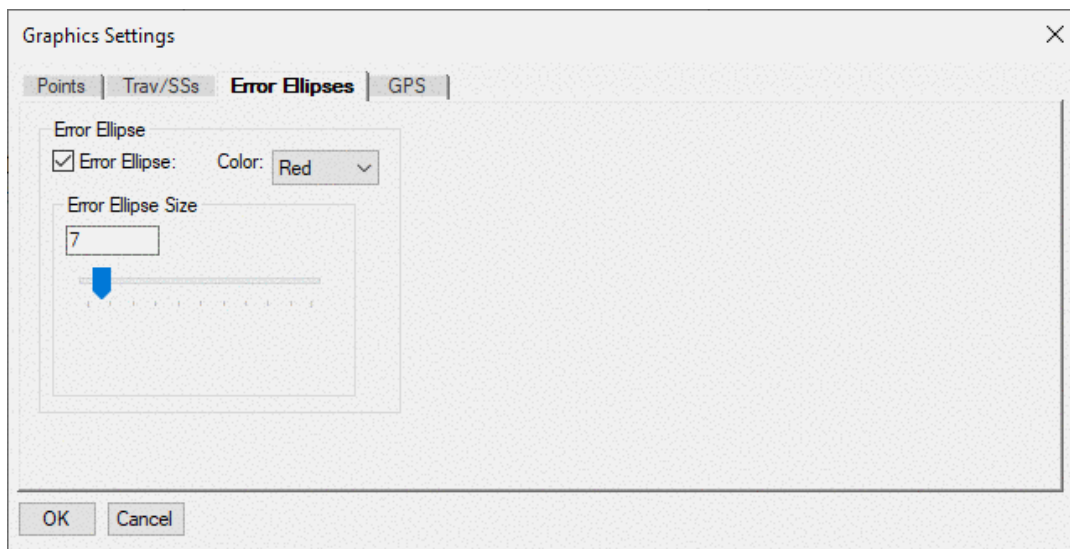 Graphics Settings
Points Trav/SSs Error Ellipses GPS
Error Ellipse
Error Ellipse: Color: Red
Error Ellipse Size
7
OK Cancel